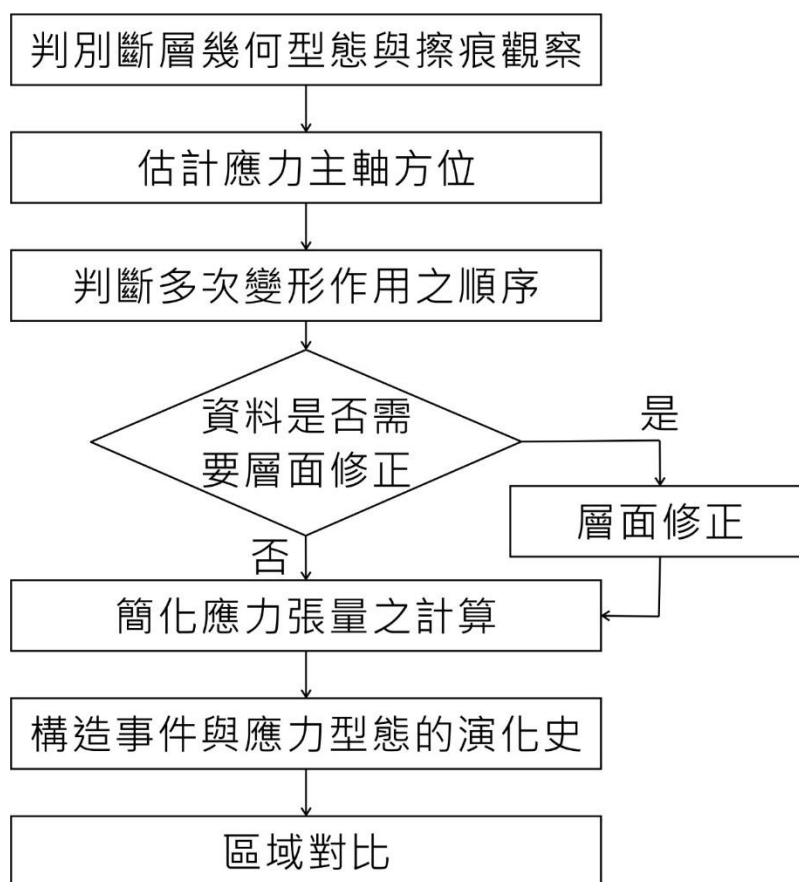 判別斷層幾何型態與擦痕觀察
估計應力主軸方位
判斷多次變形作用之順序
資料是否需
要層面修正
是
層面修正
否
簡化應力張量之計算
構造事件與應力型態的演化史
區域對比